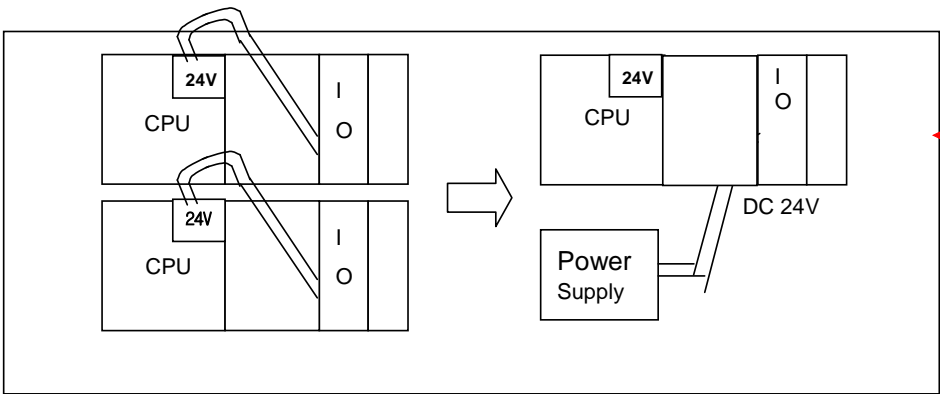 24V
CPU
I
O
24V
CPU
I
O
24V
CPU
I
O
DC 24V
Power
Supply